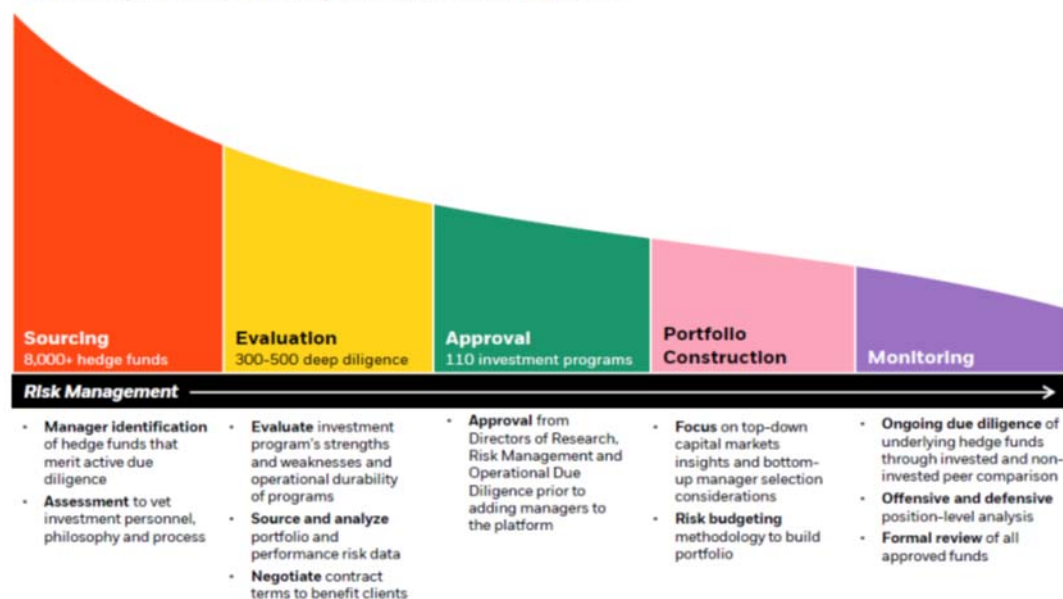 Sourcing
8,000+ hedge funds
Evaluation
300-500 deep diligence
Approval
110 investment programs
Portfolio
Construction
Monitoring
Risk Management
• Manager identification
of hedge funds that
merit active due
diligence
• Assessment to vet
investment personnel,
philosophy and process
• Evaluate investment
program's strengths
and weaknesses and
operational durability
of programs
• Source and analyze
portfolio and
performance risk data
• Negotiate contract
terms to benefit clients
• Approval from
Directors of Research,
Risk Management and
Operational Due
Diligence prior to
adding managers to
the platform
• Focus on top-down
capital markets
insights and bottom-
up manager selection
considerations
• Risk budgeting
methodology to build
portfolio
• Ongoing due diligence of
underlying hedge funds
through invested and non-
invested peer comparison
• Offensive and defensive
position-level analysis
• Formal review of all
approved funds